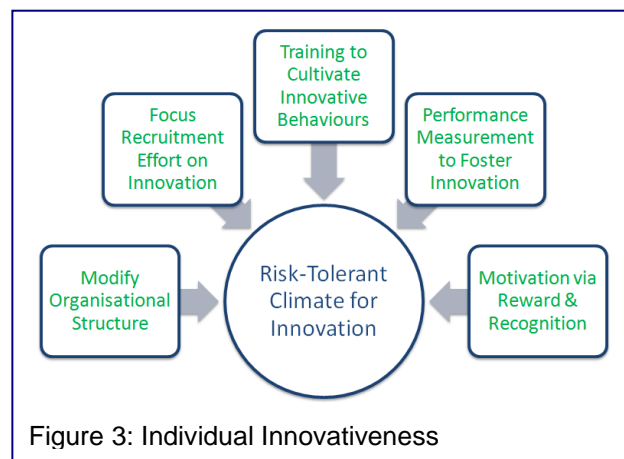 Training to
Cultivate
Innovative
Behaviours
Focus
Recruitment
Effort on
Innovation
Performance
Measurement
to Foster
Innovation
Modify
Organisational
Structure
Risk-Tolerant
Climate for
Innovation
Motivation via
Reward &
Recognition
Figure 3: Individual Innovativeness